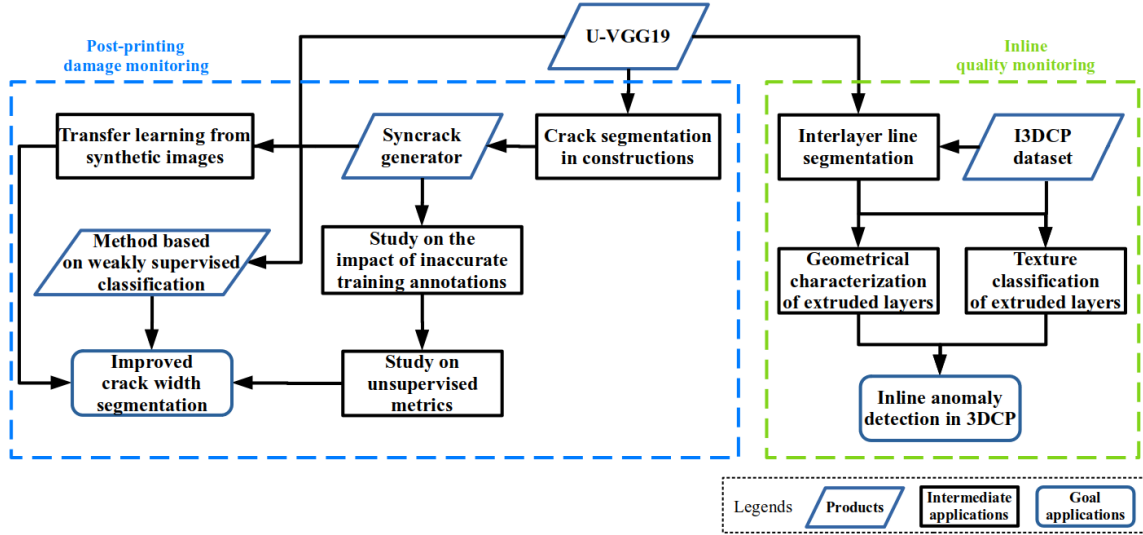 U-VGG19
Post-printing
damage monitoring
Inline
quality monitoring
Transfer learning from
synthetic images
Syncrack
generator
Crack segmentation
in constructions
Interlayer line
segmentation
I3DCP
dataset
Method based
on weakly supervised
classification
Study on the
impact of inaccurate
training annotations
Geometrical
characterization
of extruded layers
Texture
classification
of extruded layers
Improved
crack width
segmentation
Study on
unsupervised
metrics
Inline anomaly
detection in 3DCP
Legends
Products
Intermediate
applications
Goal
applications